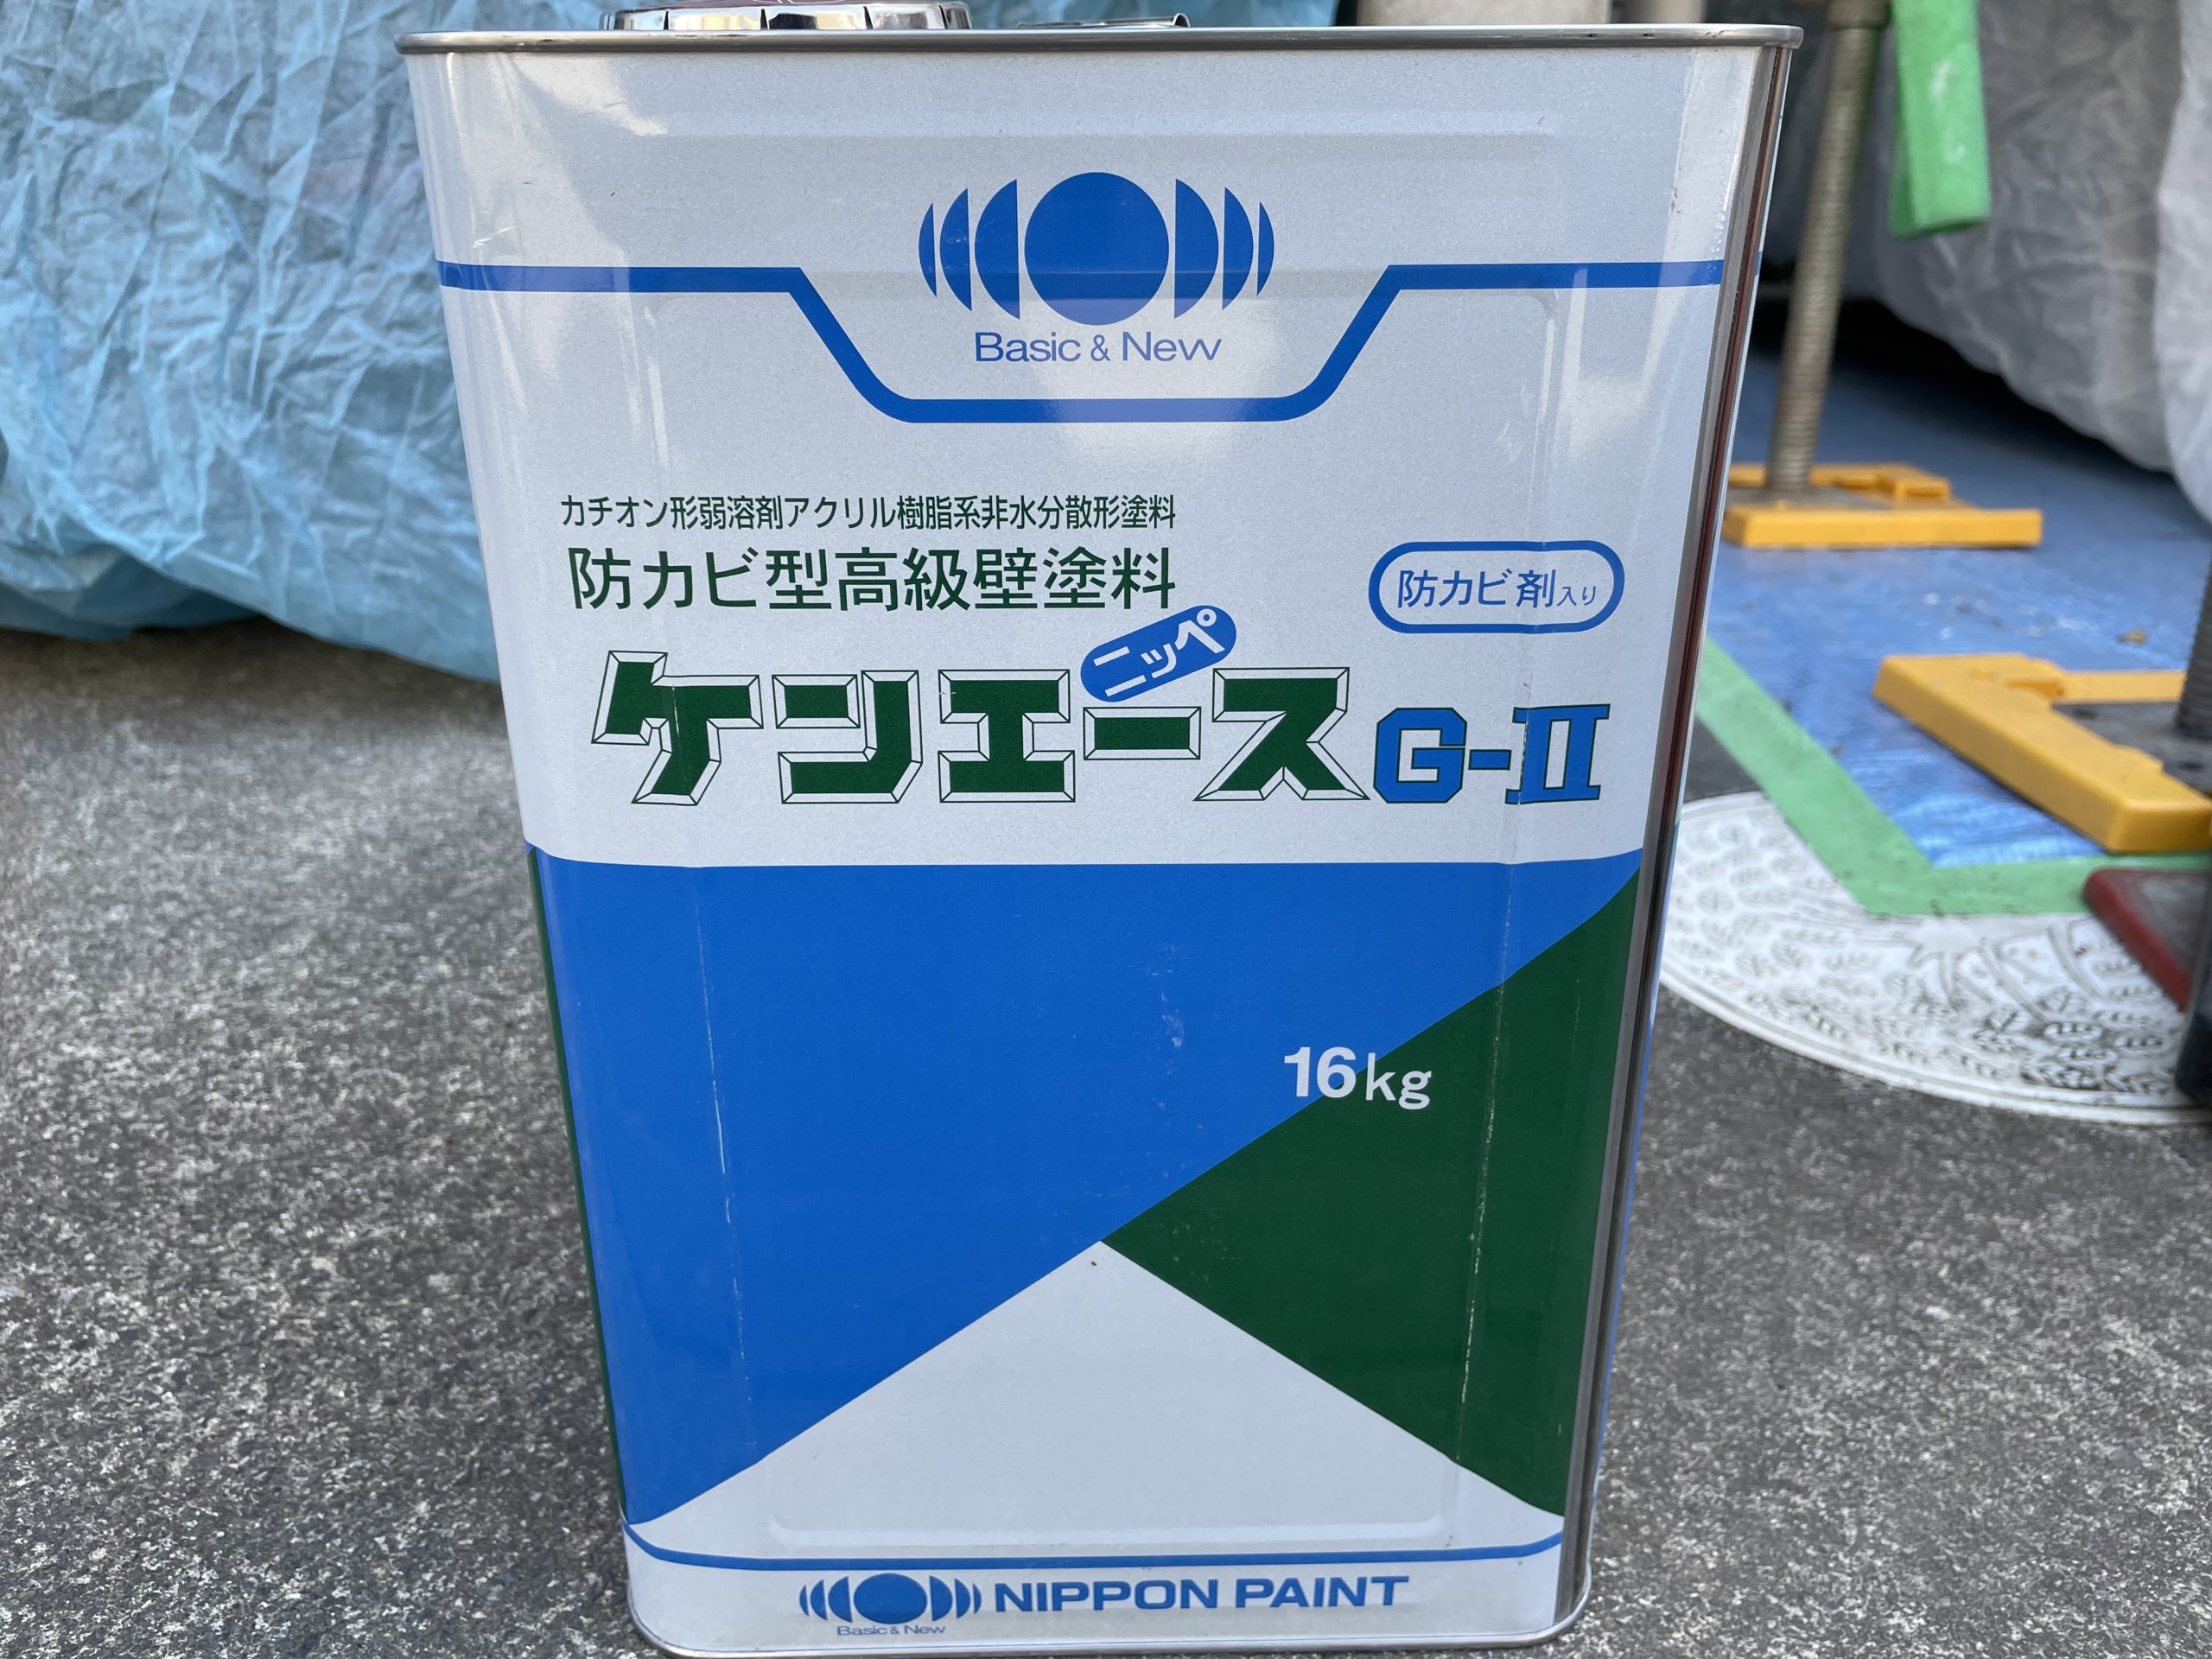 Basic & New
カチオン形弱溶剤アクリル樹脂系非水分散形塗料
防カビ型高級壁塗料
防カビ剤入り
ニッペ
ケンエースG-II
16kg
NIPPON PAINT
Basic & New